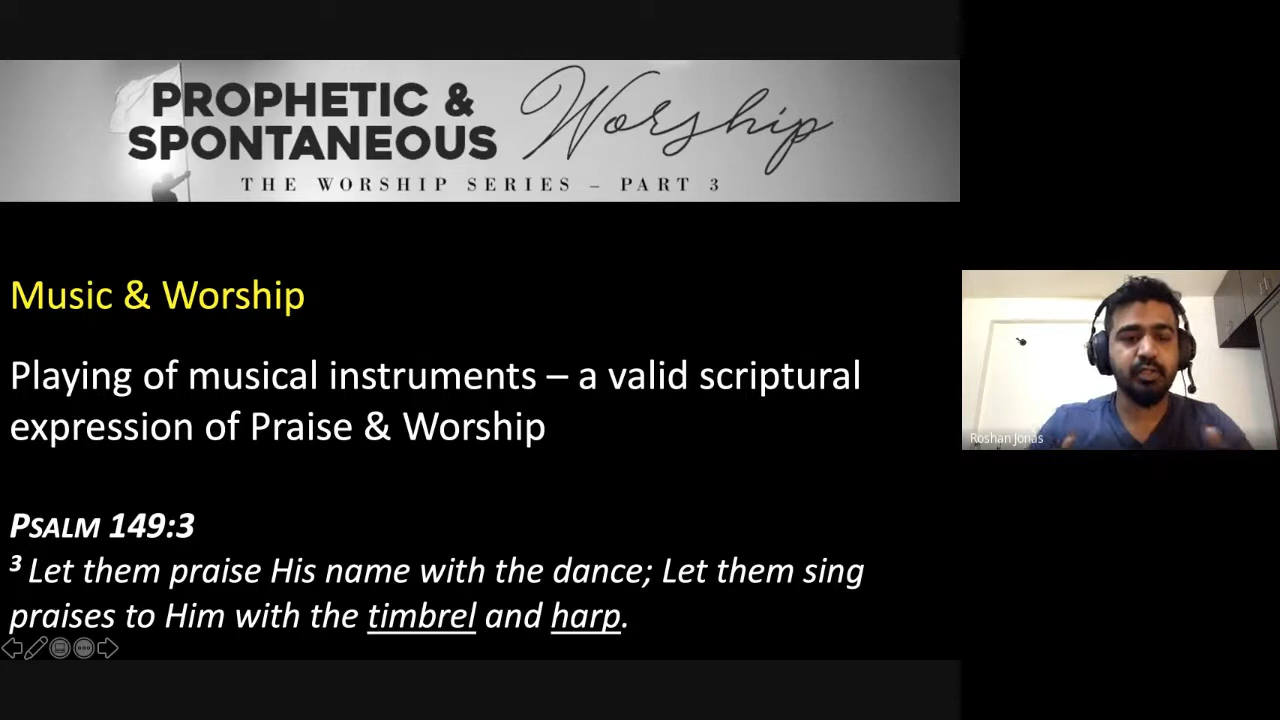 PROPHETIC &
SPONTANEOUS
Worship
THE WORSHIP SERIES – PART 3
Music & Worship
Playing of musical instruments – a valid scriptural
expression of Praise & Worship
PSALM 149:3
3 Let them praise His name with the dance; Let them sing
praises to Him with the timbrel and harp.
Roshan Jonas